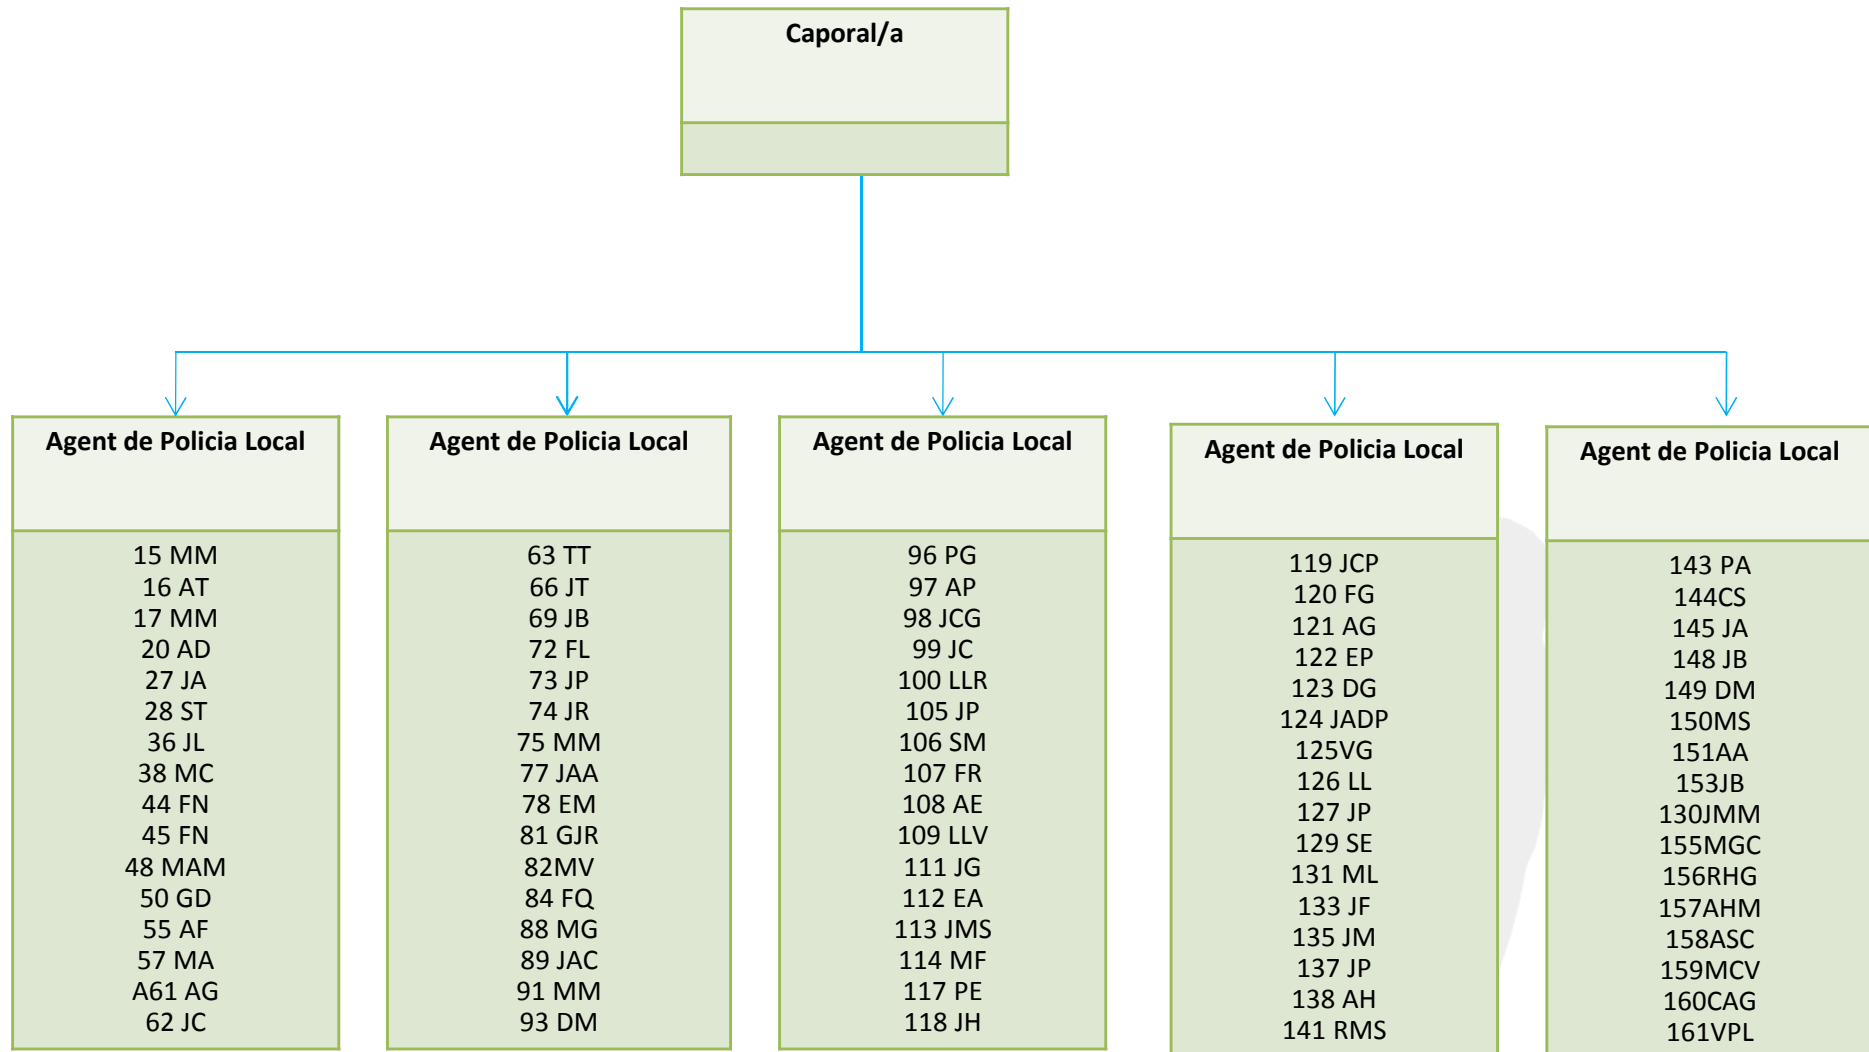 Caporal/a
Agent de Policia Local
15 MM
16 AT
17 MM
20 AD
27 JA
28 ST
36 JL
38 MC
44 FN
45 FN
48 MAM
50 GD
55 AF
57 MA
A61 AG
62 JC
Agent de Policia Local
63 TT
66 JT
69 JB
72 FL
73 JP
74 JR
75 MM
77 JAA
78 EM
81 GJR
82MV
84 FQ
88 MG
89 JAC
91 MM
93 DM
Agent de Policia Local
96 PG
97 AP
98 JCG
99 JC
100 LLR
105 JP
106 SM
107 FR
108 AE
109 LLV
111 JG
112 EA
113 JMS
114 MF
117 PE
118 JH
Agent de Policia Local
119 JCP
120 FG
121 AG
122 EP
123 DG
124 JADP
125VG
126 LL
127 JP
129 SE
131 ML
133 JF
135 JM
137 JP
138 AH
141 RMS
Agent de Policia Local
143 PA
144CS
145 JA
148 JB
149 DM
150MS
151AA
153JB
130JMM
155MGC
156RHG
157AHM
158ASC
159MCV
160CAG
161VPL